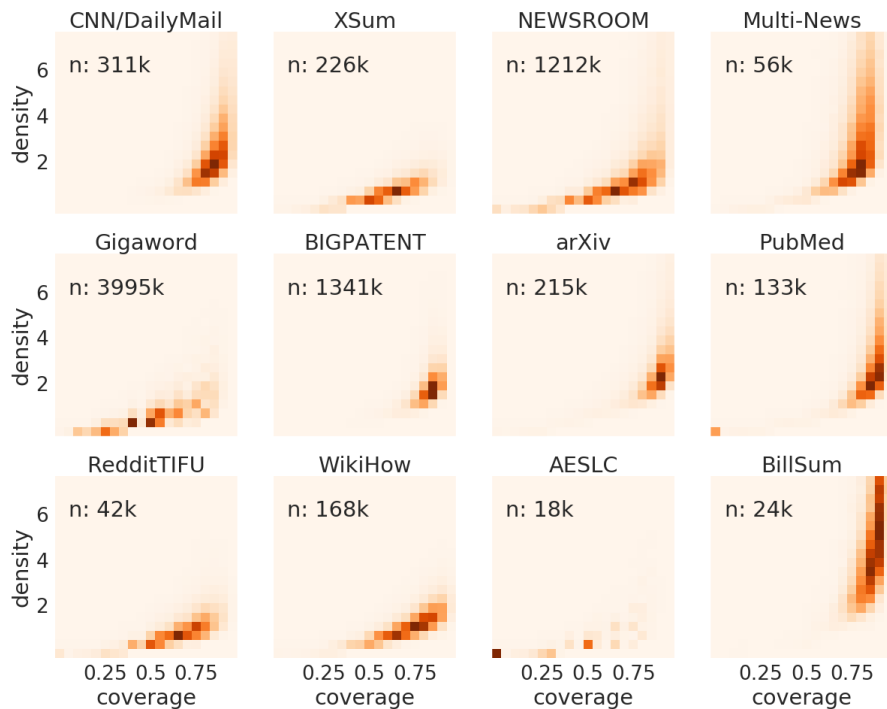 CNN/DailyMail XSum NEWSROOM Multi-News
density 6 4 2 n: 311k n: 226k n: 1212k n: 56k
Gigaword BIGPATENT arXiv PubMed
density 6 4 2 n: 3995k n: 1341k n: 215k n: 133k
RedditTIFU WikiHow AESLC BillSum
density 6 4 2 n: 42k n: 168k n: 18k n: 24k
0.25 0.5 0.75 0.25 0.5 0.75 0.25 0.5 0.75 0.25 0.5 0.75
coverage coverage coverage coverage